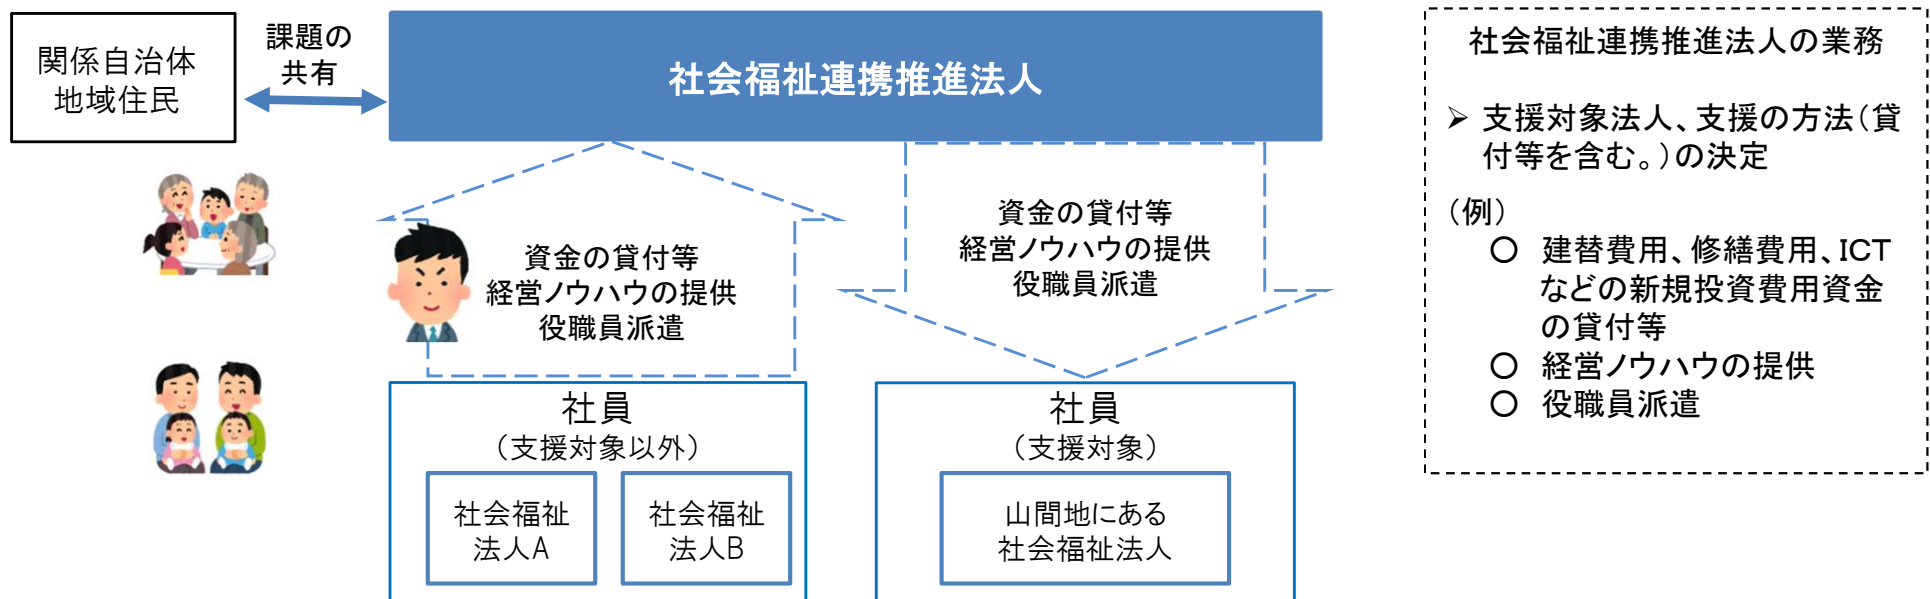 関係自治体
地域住民
課題の
共有
社会福祉連携推進法人
資金の貸付等
経営ノウハウの提供
役職員派遣
資金の貸付等
経営ノウハウの提供
役職員派遣
社員
（支援対象以外）
社会福祉
法人A
社会福祉
法人B
社員
（支援対象）
山間地にある
社会福祉法人
社会福祉連携推進法人の業務
➢ 支援対象法人、支援の方法（貸
付等を含む。）の決定
（例）
○ 建替費用、修繕費用、ICT
などの新規投資費用資金
の貸付等
○ 経営ノウハウの提供
○ 役職員派遣